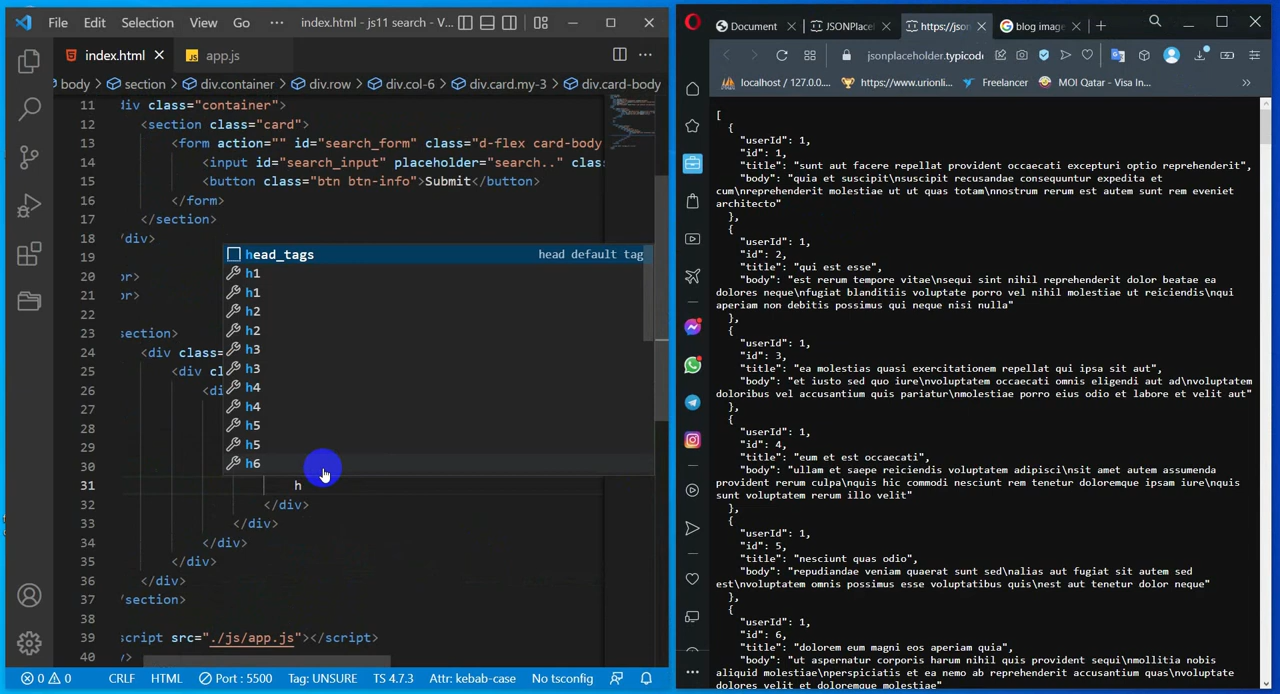 File Edit Selection View Go ··· index.html - js11 search - V...
index.html
app.js
body > section > div.container > div.row > div.col-6 > div.card.my-3 > div.card-body
11 div class="container">
12 <section class="card">
13 <form action="" id="search_form" class="d-flex card-body
14 <input id="search_input" placeholder="search.." clas
15 <button class="btn btn-info">Submit</button>
16 </form>
17 </section>
18 /div>
19
20 or>
21 or>
22
23 section>
24 <div class=
25 <div cl
26 <di
27
28
29
30
31 h
32 </div>
33 </div>
34 </div>
35 </div>
36 </div>
37 /section>
38
39 script src="./js/app.js"></script>
40 />
head_tags head default tag
h1
h1
h2
h2
h3
h3
h4
h4
h5
h5
h6
0 0 CRLF HTML Port : 5500 Tag: UNSURE TS 4.7.3 Attr: kebab-case No tsconfig
Document
JSONPlacel
https://json
blog image
jsonplaceholder.typicode
localhost / 127.0.0... https://www.urionli... Freelancer MOI Qatar - Visa In...
[
{
"userId": 1,
"id": 1,
"title": "sunt aut facere repellat provident occaecati excepturi optio reprehenderit",
"body": "quia et suscipit\nsuscipit recusandae consequuntur expedita et
cum\nreprehenderit molestiae ut ut quas totam\nnostrum rerum est autem sunt rem eveniet
architecto"
},
{
"userId": 1,
"id": 2,
"title": "qui est esse",
"body": "est rerum tempore vitae\nsequi sint nihil reprehenderit dolor beatae ea
dolores neque\nfugiat blanditiis voluptate porro vel nihil molestiae ut reiciendis\nqui
aperiam non debitis possimus qui neque nisi nulla"
},
{
"userId": 1,
"id": 3,
"title": "ea molestias quasi exercitationem repellat qui ipsa sit aut",
"body": "et iusto sed quo iure\nvoluptatem occaecati omnis eligendi aut ad\nvoluptatem
doloribus vel accusantium quis pariatur\nmolestiae porro eius odio et labore et velit aut"
},
{
"userId": 1,
"id": 4,
"title": "eum et est occaecati",
"body": "ullam et saepe reiciendis voluptatem adipisci\nsit amet autem assumenda
provident rerum culpa\nquis hic commodi nesciunt rem tenetur doloremque ipsam iure\nquis
sunt voluptatem rerum illo velit"
},
{
"userId": 1,
"id": 5,
"title": "nesciunt quas odio",
"body": "repudiandae veniam quaerat sunt sed\nalias aut fugiat sit autem sed
est\nvoluptatem omnis possimus esse voluptatibus quis\nest aut tenetur dolor neque"
},
{
"userId": 1,
"id": 6,
"title": "dolorem eum magni eos aperiam quia",
"body": "ut aspernatur corporis harum nihil quis provident sequi\nmollitia nobis
aliquid molestiae\nperspiciatis et ea nemo ab reprehenderit accusantium quas\nvoluptate
dolores velit et doloremque molestiae"